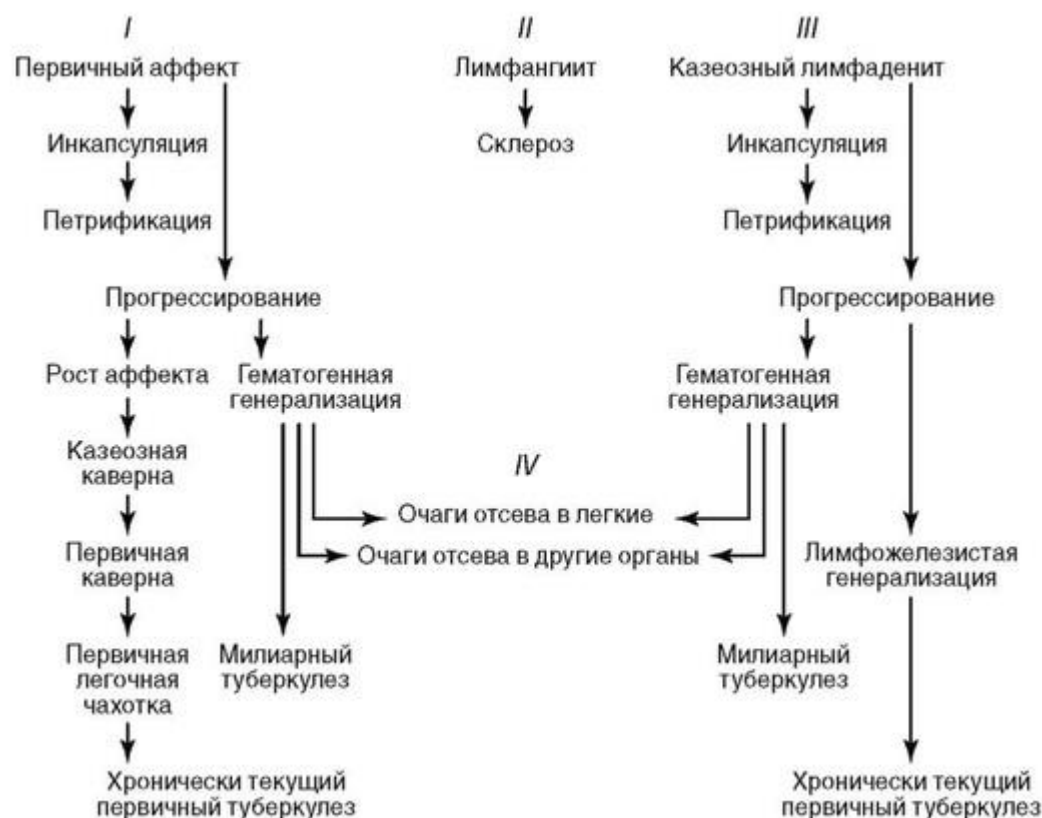 I
II
III
Первичный аффект
Лимфангиит
Казеозный лимфаденит
Инкапсуляция
Склероз
Инкапсуляция
Петрификация
Петрификация
Прогрессирование
Прогрессирование
Рост аффекта
Гематогенная
генерализация
Гематогенная
генерализация
Казеозная
каверна
IV
Очаги отсева в легкие
Очаги отсева в другие органы
Первичная
каверна
Лимфожелезистая
генерализация
Первичная
легочная
чахотка
Милиарный
туберкулез
Милиарный
туберкулез
Хронически текущий
первичный туберкулез
Хронически текущий
первичный туберкулез